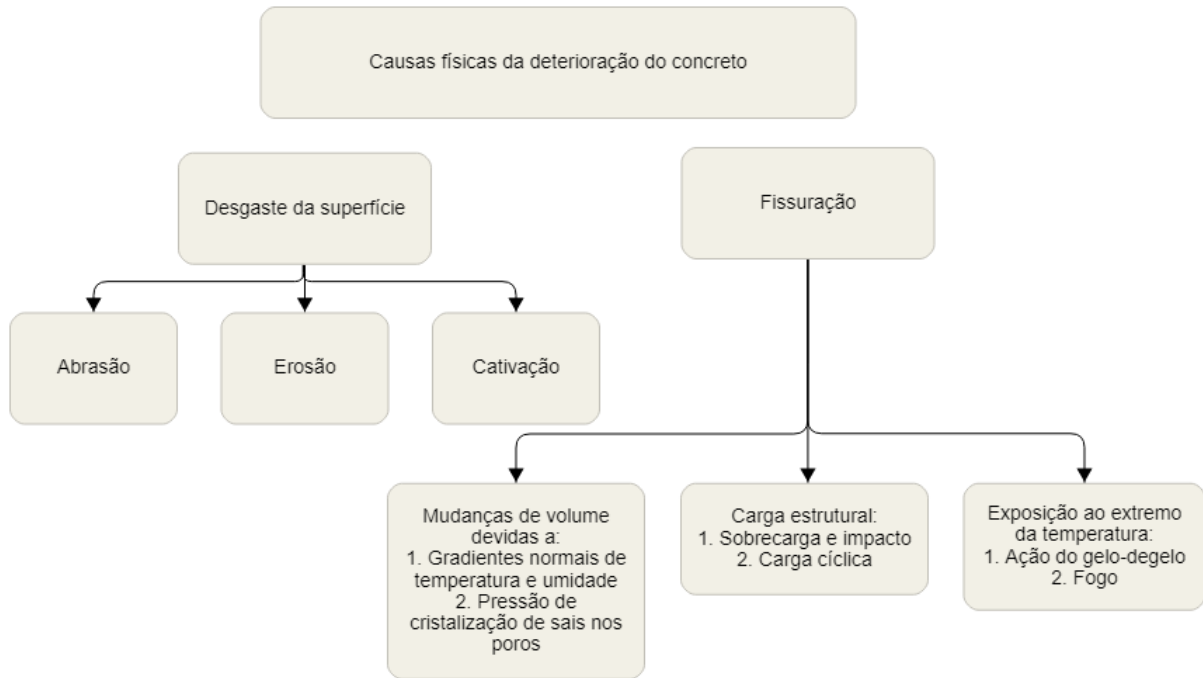 Causas físicas da deterioração do concreto
Desgaste da superfície
Fissuração
Abrasão
Erosão
Cativação
Mudanças de volume
devidas a:
1. Gradientes normais de
temperatura e umidade
2. Pressão de
cristalização de sais nos
poros
Carga estrutural:
1. Sobrecarga e impacto
2. Carga cíclica
Exposição ao extremo
da temperatura:
1. Ação do gelo-degelo
2. Fogo